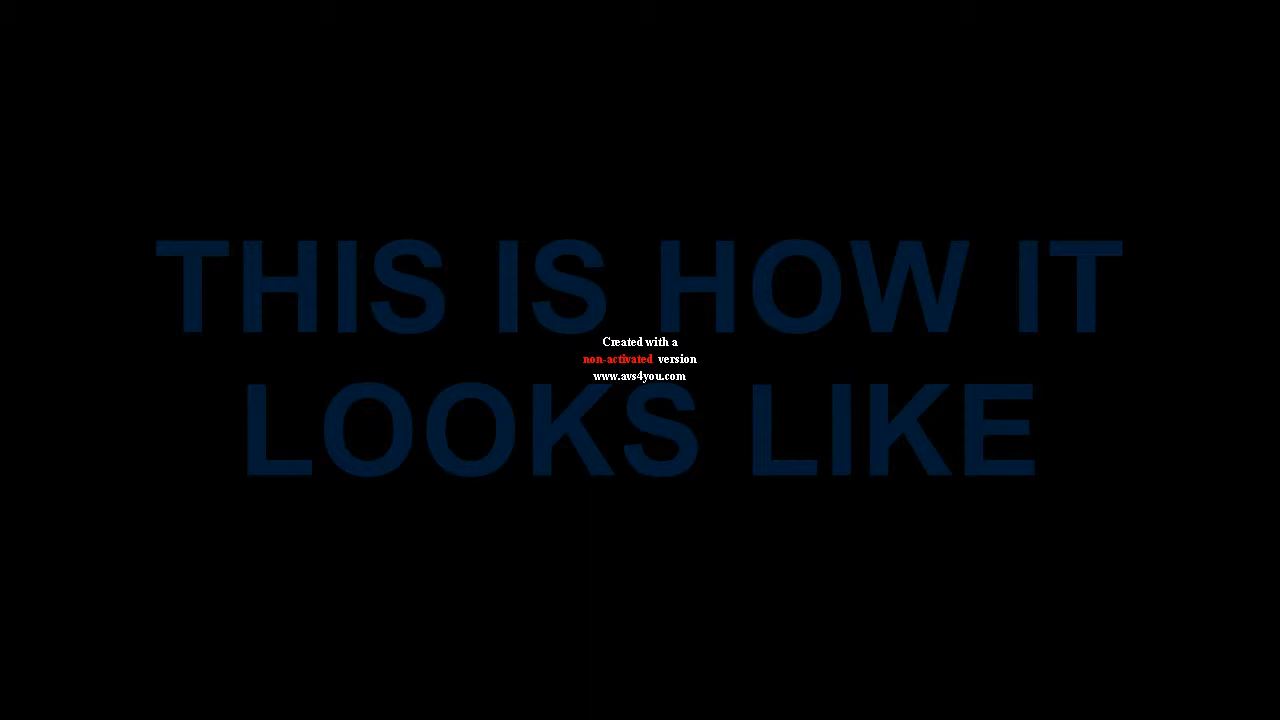 THIS IS HOW IT
Created with a
non-activated version
www.avs4you.com
LOOKS LIKE